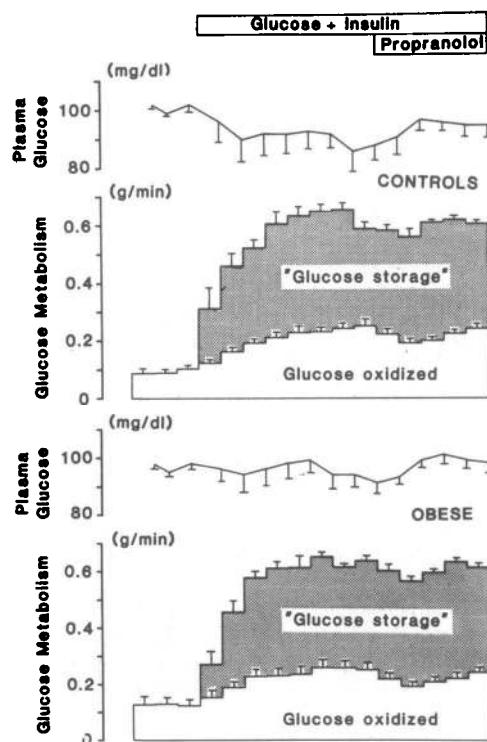 Glucose + insulin
Propranolol
(mg/dl)
Plasma
Glucose
100
80
CONTROLS
(g/min)
Glucose Metabolism
0.6
0.4
0.2
0
"Glucose storage"
Glucose oxidized
(mg/dl)
Plasma
Glucose
100
80
OBESE
(g/min)
Glucose Metabolism
0.6
0.4
0.2
0
"Glucose storage"
Glucose oxidized